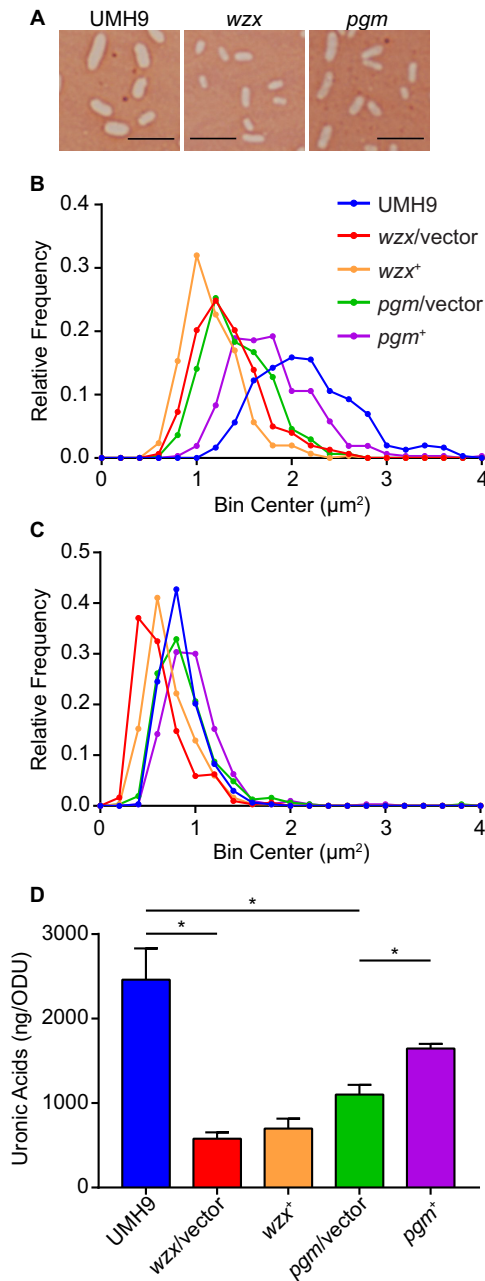 A
UMH9
wzx
pgm
B
0.4
0.3
0.2
0.1
0.0
Relative Frequency
UMH9
wzx/vector
wzx⁺
pgm/vector
pgm⁺
0 1 2 3 4
Bin Center (µm²)
C
0.5
0.4
0.3
0.2
0.1
0.0
Relative Frequency
0 1 2 3 4
Bin Center (µm²)
D
3000
2000
1000
0
Uronic Acids (ng/ODU)
*
*
*
UMH9
wzx/vector
wzx⁺
pgm/vector
pgm⁺